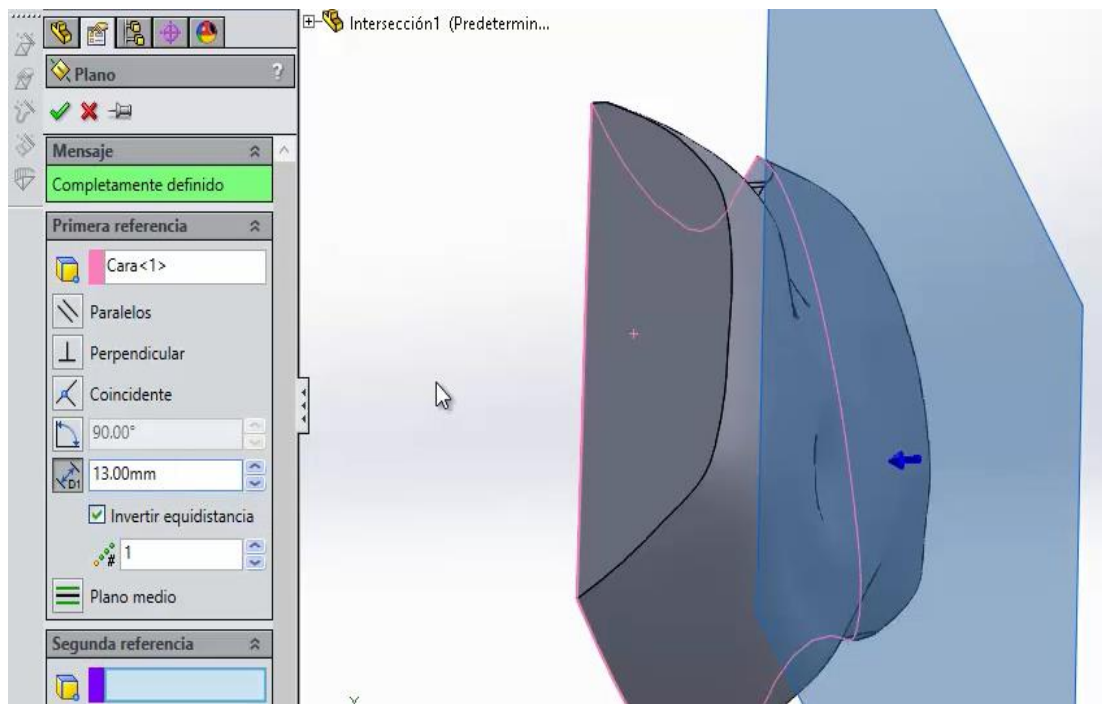 Intersección1 (Predetermin...
Plano ?
Mensaje
Completamente definido
Primera referencia
Cara<1>
Paralelos
Perpendicular
Coincidente
90.00°
D1 13.00mm
Invertir equidistancia
# 1
Plano medio
Segunda referencia
Y